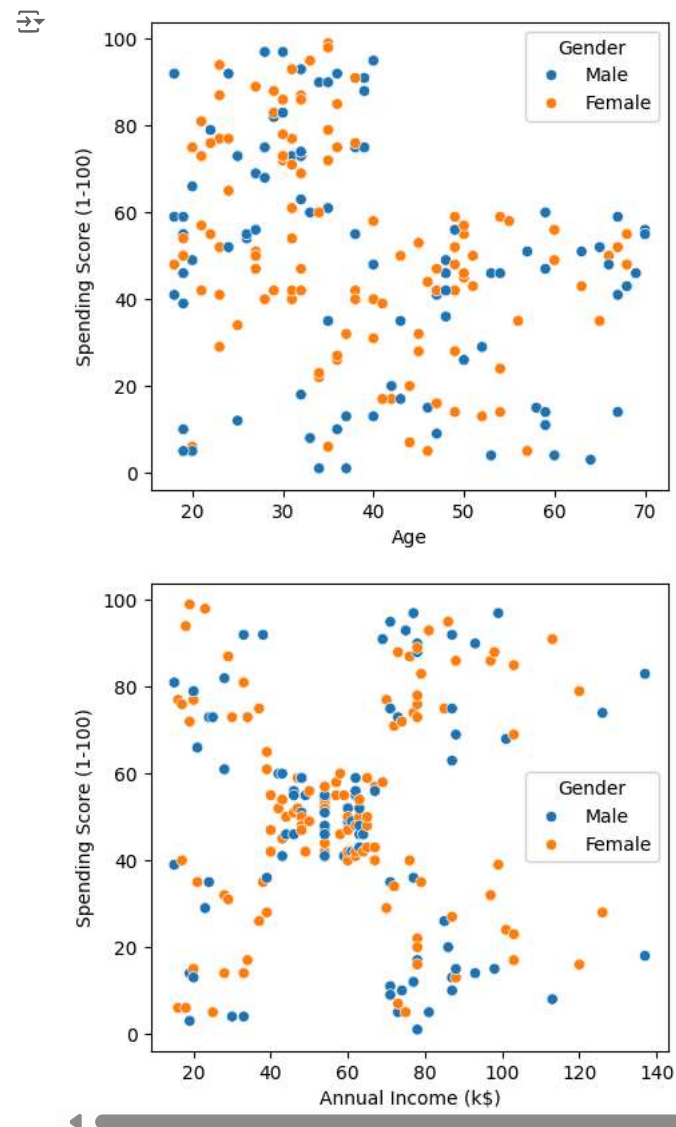 100
Gender
Male
Female
80
60
40
20
0
Spending Score (1-100)
20 30 40 50 60 70
Age
100
80
60
Gender
Male
Female
40
20
0
Spending Score (1-100)
20 40 60 80 100 120 140
Annual Income (k$)